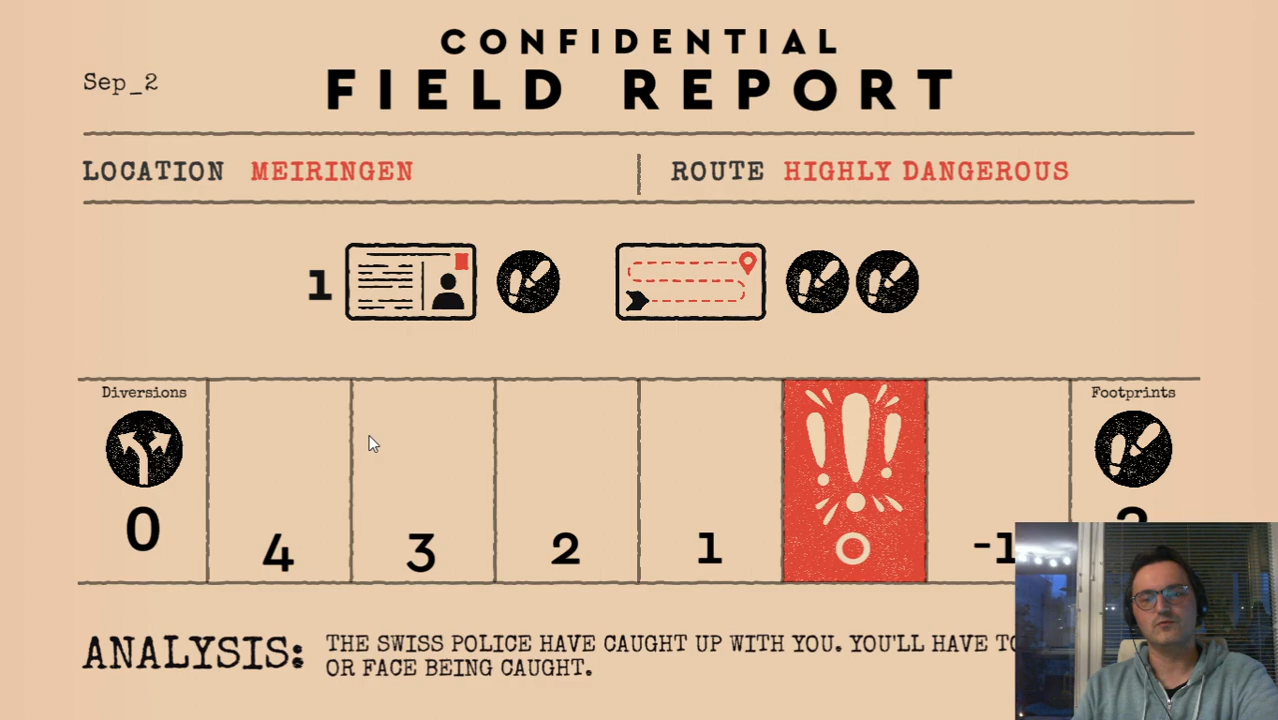 CONFIDENTIAL
FIELD REPORT
Sep_2
LOCATION MEIRINGEN
ROUTE HIGHLY DANGEROUS
1
Diversions
0
4
3
2
1
0
-1
Footprints
ANALYSIS:
THE SWISS POLICE HAVE CAUGHT UP WITH YOU. YOU'LL HAVE TO
OR FACE BEING CAUGHT.